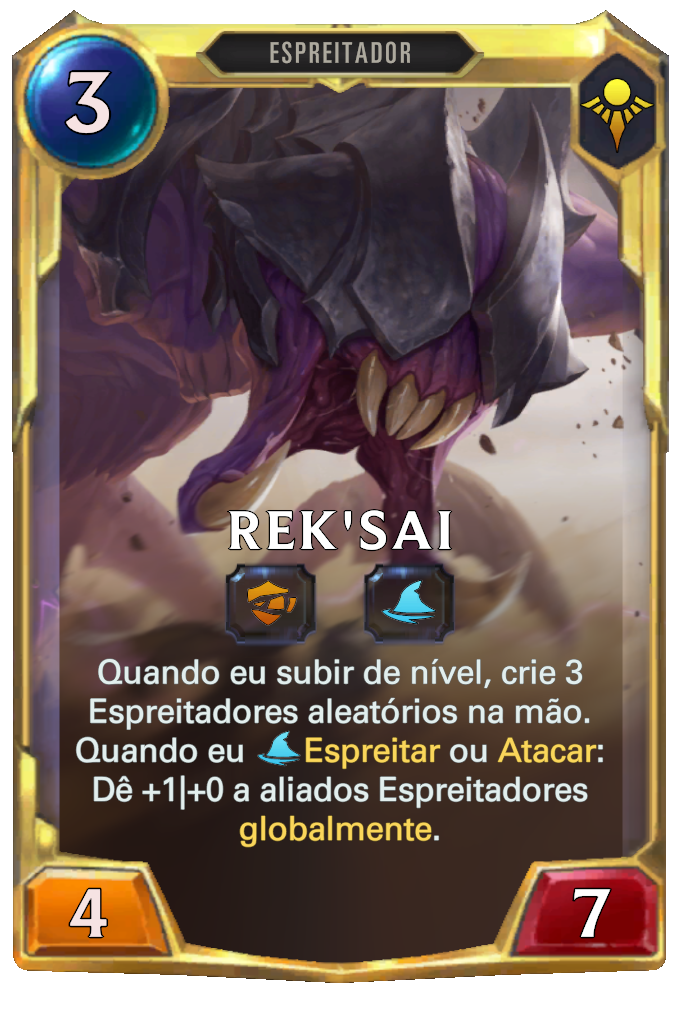 ESPREITADOR
3
REK'SAI
Quando eu subir de nível, crie 3
Espreitadores aleatórios na mão.
Quando eu Espreitar ou Atacar:
Dê +1|+0 a aliados Espreitadores
globalmente.
4
7